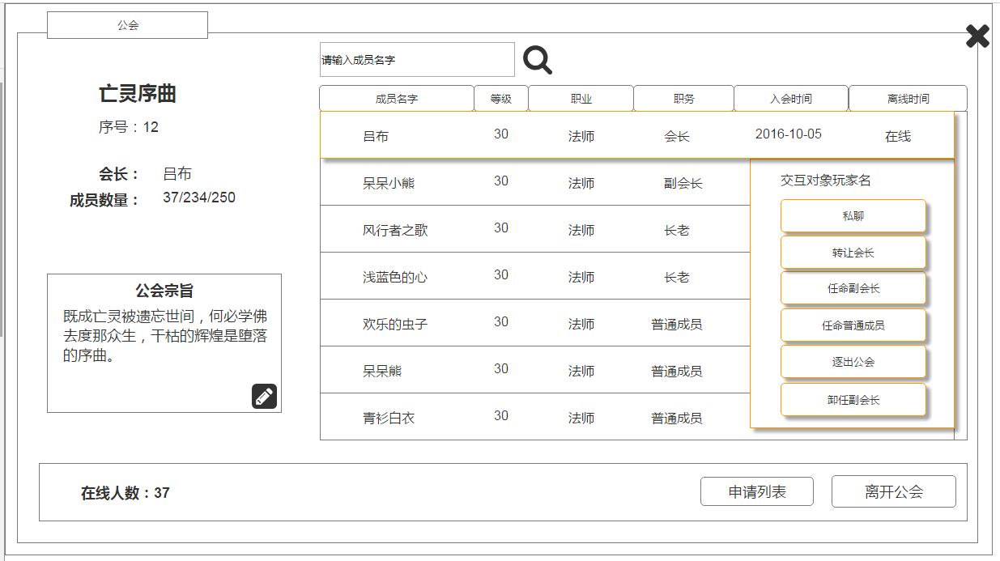 公会
亡灵序曲
序号：12
会长： 吕布
成员数量： 37/234/250
公会宗旨
既成亡灵被遗忘世间，何必学佛
去度那众生，干枯的辉煌是堕落
的序曲。
请输入成员名字
成员名字 等级 职业 职务 入会时间 离线时间
吕布 30 法师 会长 2016-10-05 在线
呆呆小熊 30 法师 副会长
风行者之歌 30 法师 长老
浅蓝色的心 30 法师 长老
欢乐的虫子 30 法师 普通成员
呆呆熊 30 法师 普通成员
青衫白衣 30 法师 普通成员
交互对象玩家名
私聊
转让会长
任命副会长
任命普通成员
逐出公会
卸任副会长
在线人数：37
申请列表
离开公会